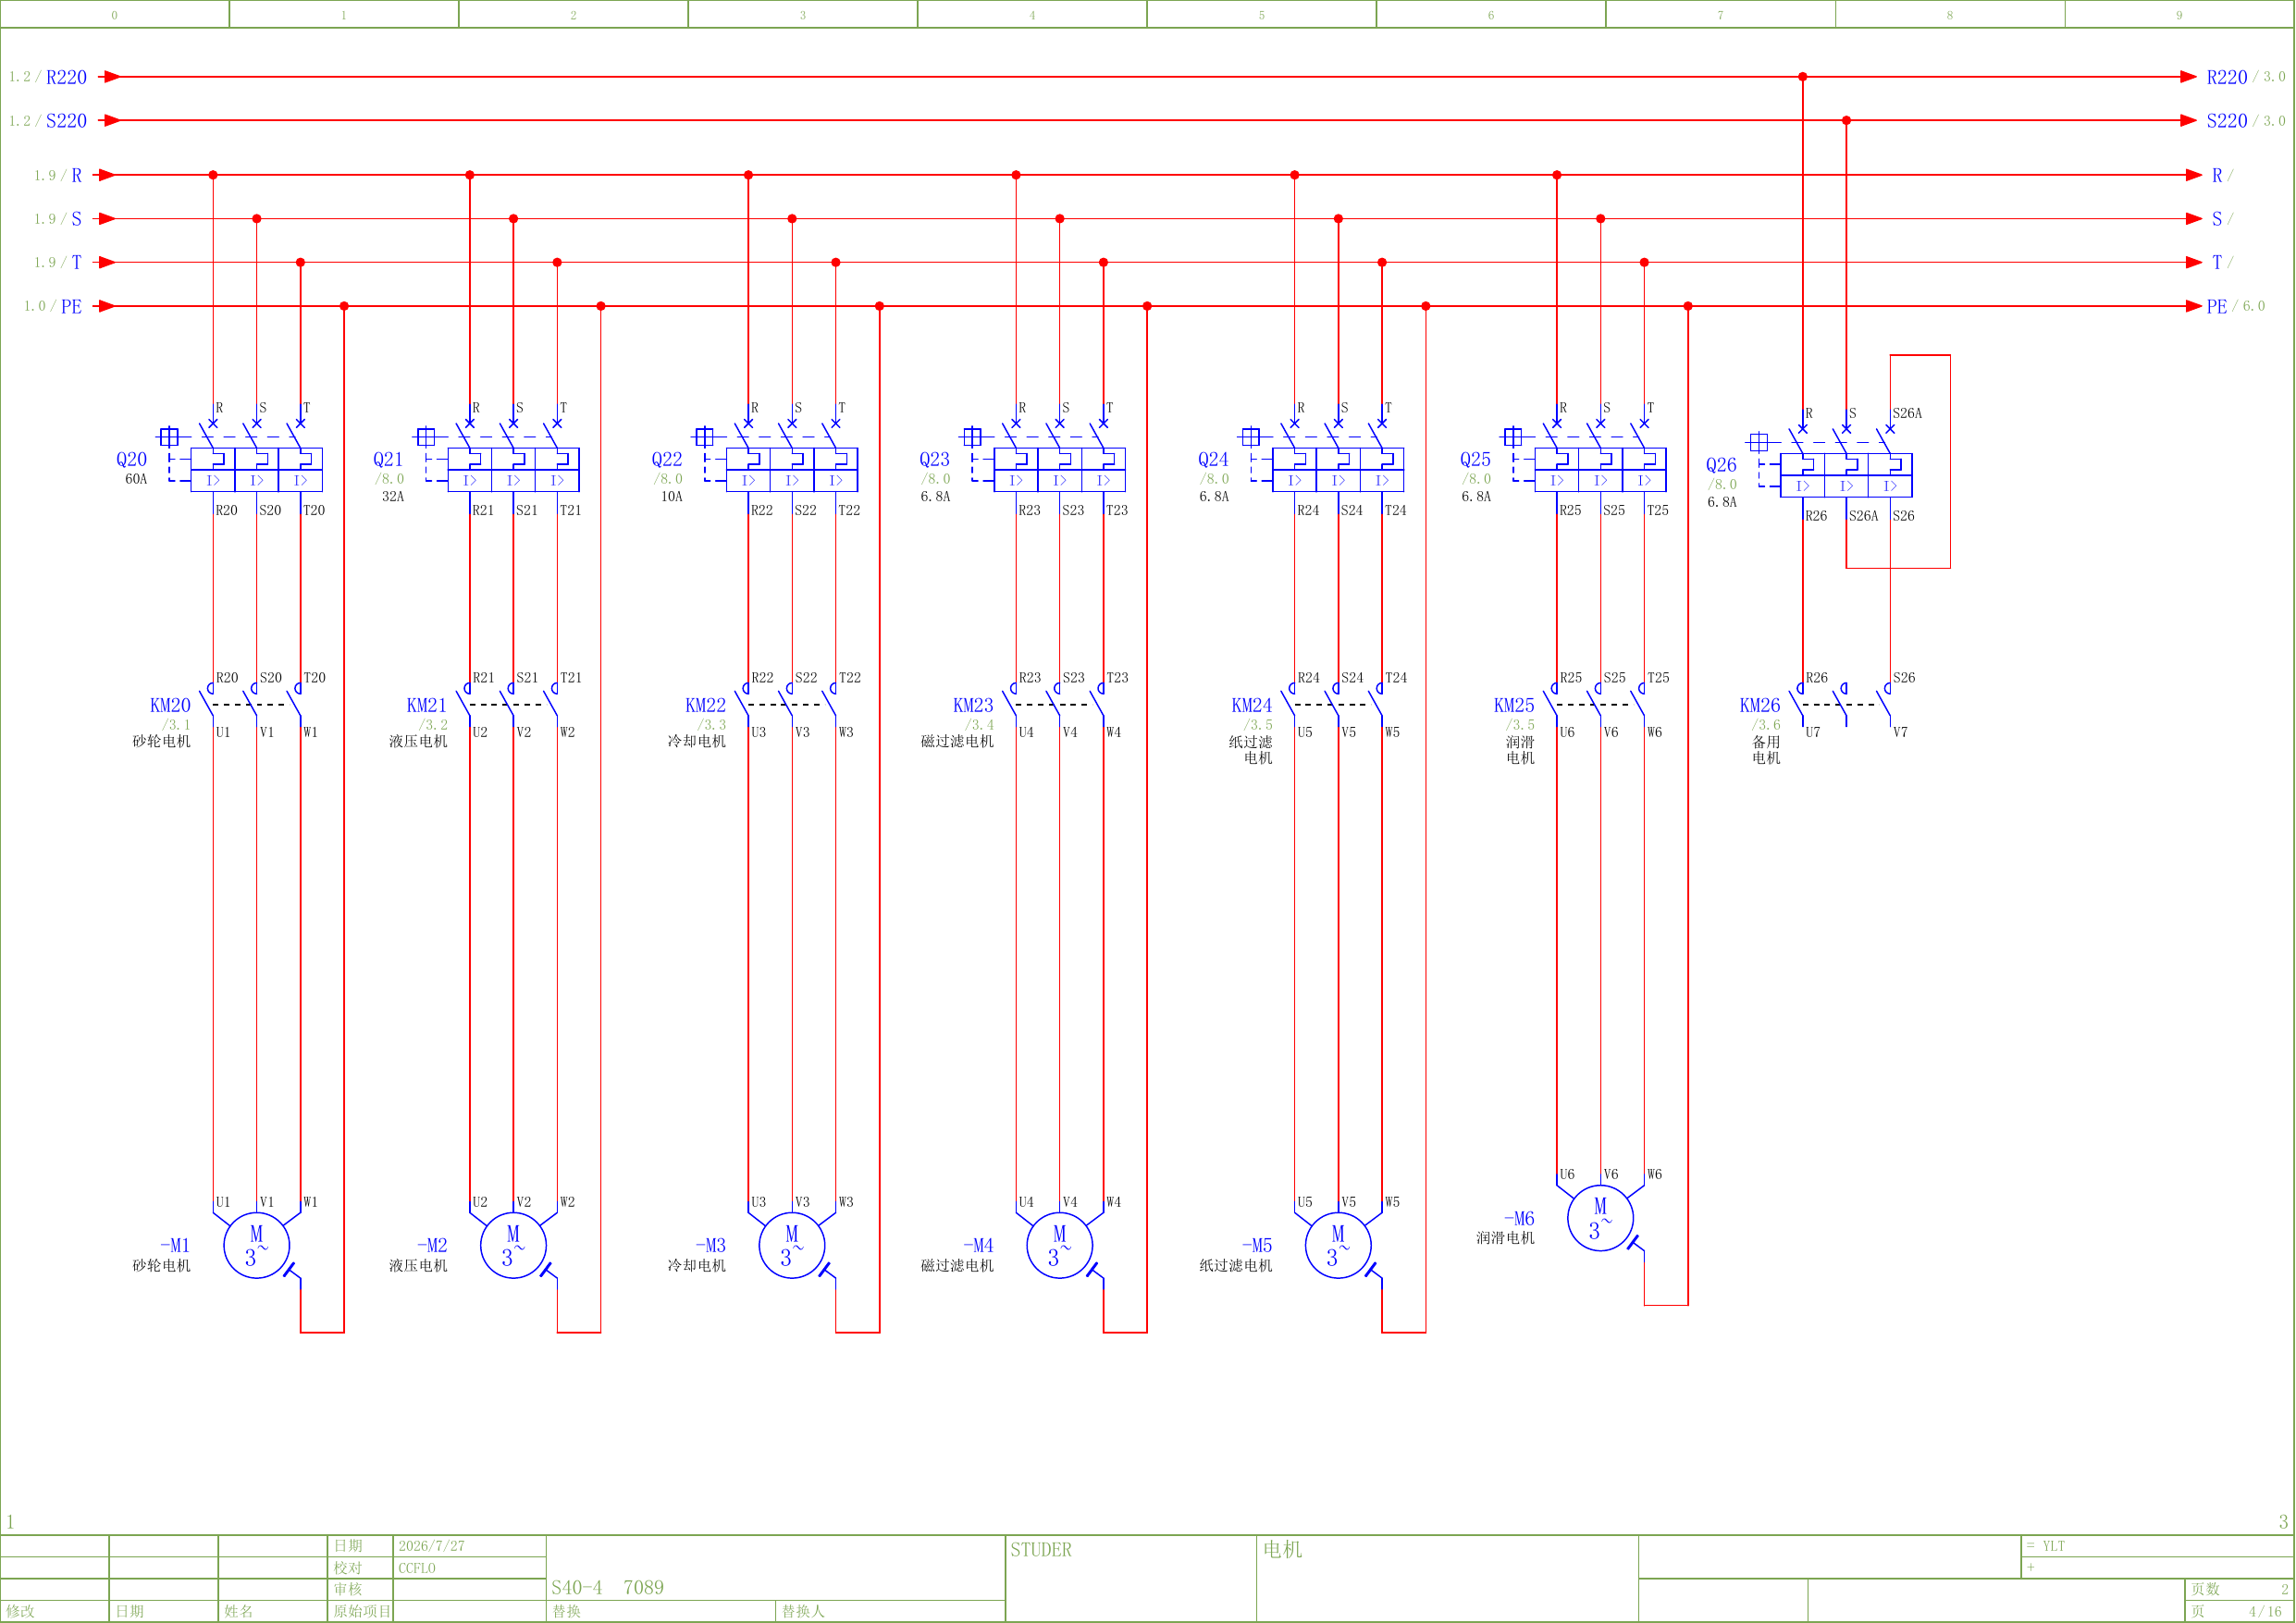 0 1 2 3 4 5 6 7 8 9
1.2 / R220 R220 / 3.0
1.2 / S220 S220 / 3.0
1.9 / R R /
1.9 / S S /
1.9 / T T /
1.0 / PE PE / 6.0
R S T R S T R S T R S T R S T R S T R S S26A
Q20 Q21 Q22 Q23 Q24 Q25 Q26
60A /8.0 /8.0 /8.0 /8.0 /8.0 /8.0
32A 10A 6.8A 6.8A 6.8A 6.8A
I> I> I> I> I> I> I> I> I> I> I> I> I> I> I> I> I> I> I> I> I>
R20 S20 T20 R21 S21 T21 R22 S22 T22 R23 S23 T23 R24 S24 T24 R25 S25 T25 R26 S26A S26
R20 S20 T20 R21 S21 T21 R22 S22 T22 R23 S23 T23 R24 S24 T24 R25 S25 T25 R26 S26
KM20 KM21 KM22 KM23 KM24 KM25 KM26
/3.1 /3.2 /3.3 /3.4 /3.5 /3.5 /3.6
U1 V1 W1 U2 V2 W2 U3 V3 W3 U4 V4 W4 U5 V5 W5 U6 V6 W6 U7 V7
砂轮电机 液压电机 冷却电机 磁过滤电机 纸过滤 润滑 备用
电机 电机 电机
U6 V6 W6
U1 V1 W1 U2 V2 W2 U3 V3 W3 U4 V4 W4 U5 V5 W5
M M M M M M
3~ 3~ 3~ 3~ 3~ 3~
-M1 -M2 -M3 -M4 -M5 -M6
砂轮电机 液压电机 冷却电机 磁过滤电机 纸过滤电机 润滑电机
1 3
日期 2026/7/27 STUDER 电机 = YLT
校对 CCFLO +
审核 S40-4 7089 页数 2
修改 日期 姓名 原始项目 替换 替换人 页 4/16